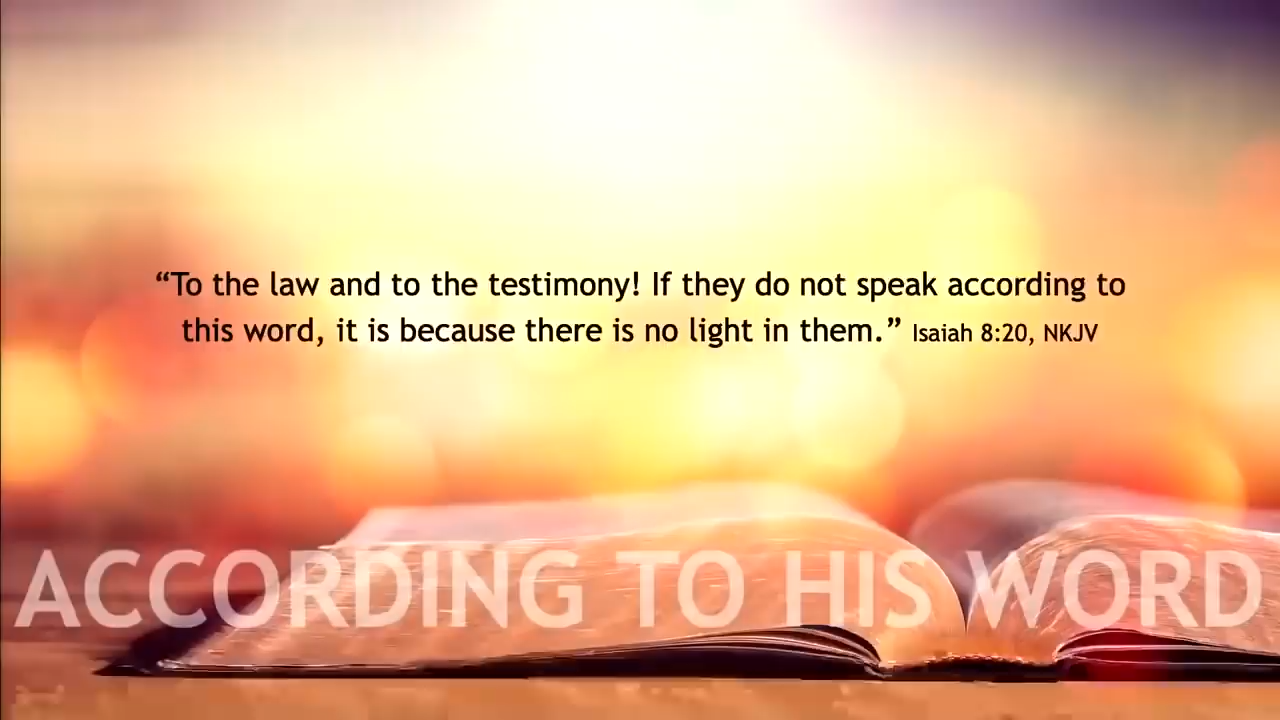 “To the law and to the testimony! If they do not speak according to
this word, it is because there is no light in them.” Isaiah 8:20, NKJV
ACCORDING TO HIS WORD